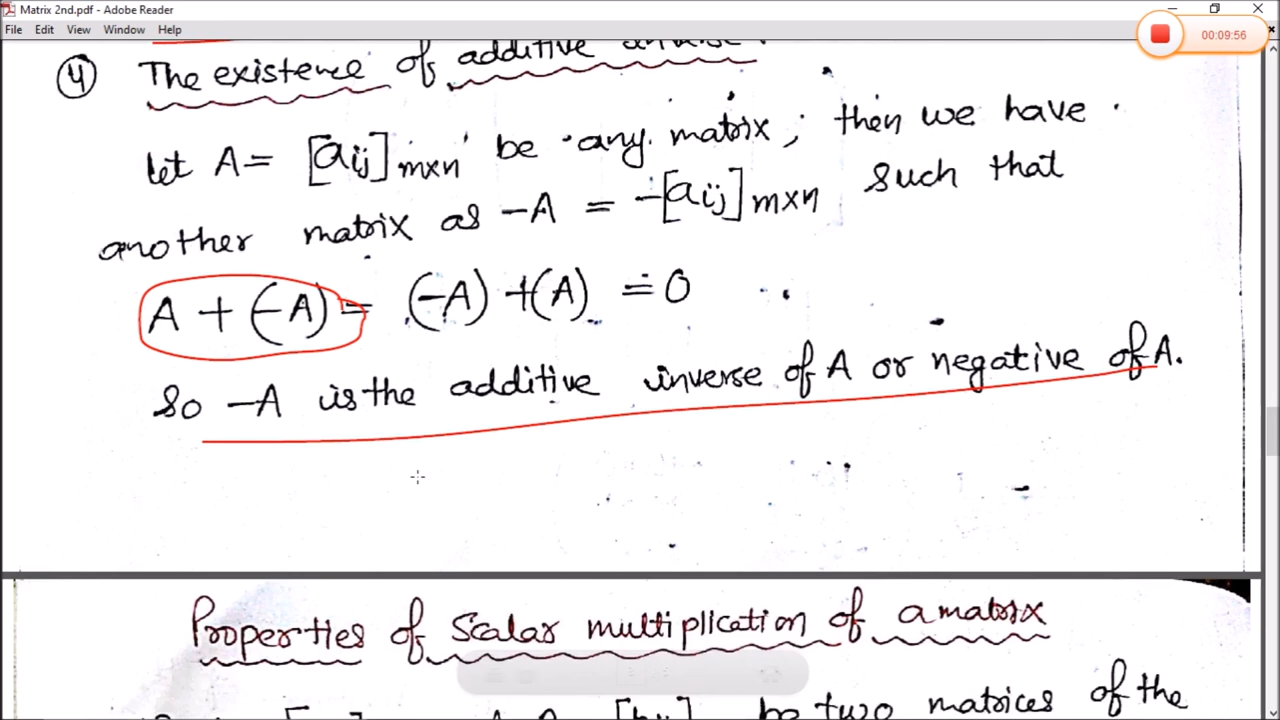 Matrix 2nd.pdf - Adobe Reader
File Edit View Window Help
00:09:56
④ The existence of additive inverse.
let A = [aij]m×n be any matrix; then we have
another matrix as -A = -[aij]m×n such that
A + (-A) = (-A) + (A) = 0
So -A is the additive inverse of A or negative of A.
Properties of Scalar multiplication of a matrix
be two matrices of the